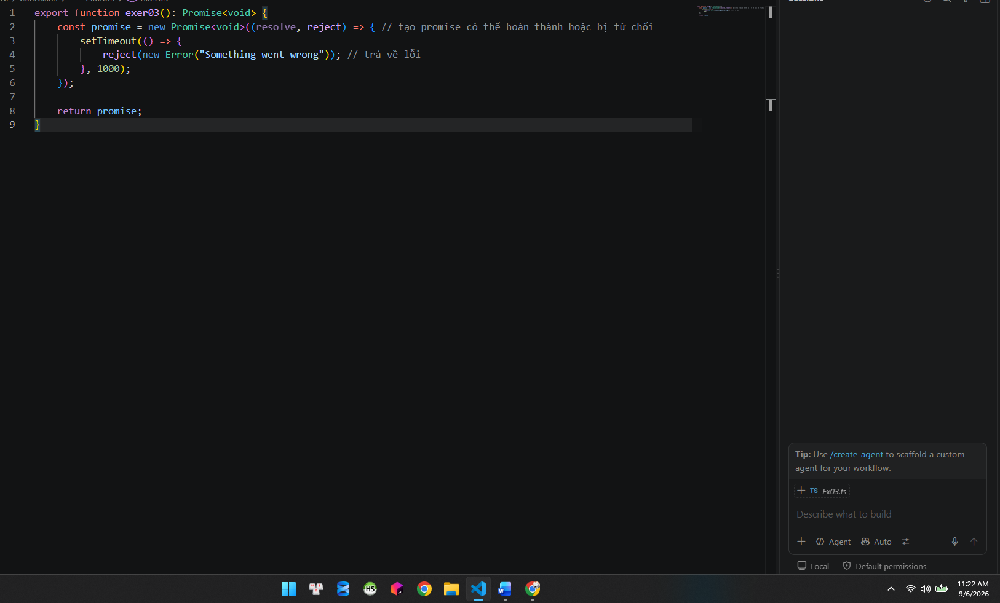 exercises
1 export function exer03(): Promise<void> {
2 const promise = new Promise<void>((resolve, reject) => { // tạo promise có thể hoàn thành hoặc bị từ chối
3 setTimeout(() => {
4 reject(new Error("Something went wrong")); // trả về lỗi
5 }, 1000);
6 });
7
8 return promise;
9 }
Tip: Use /create-agent to scaffold a custom
agent for your workflow.
TS Ex03.ts
Describe what to build
Agent Auto
Local Default permissions
HS
W
11:22 AM
9/6/2026